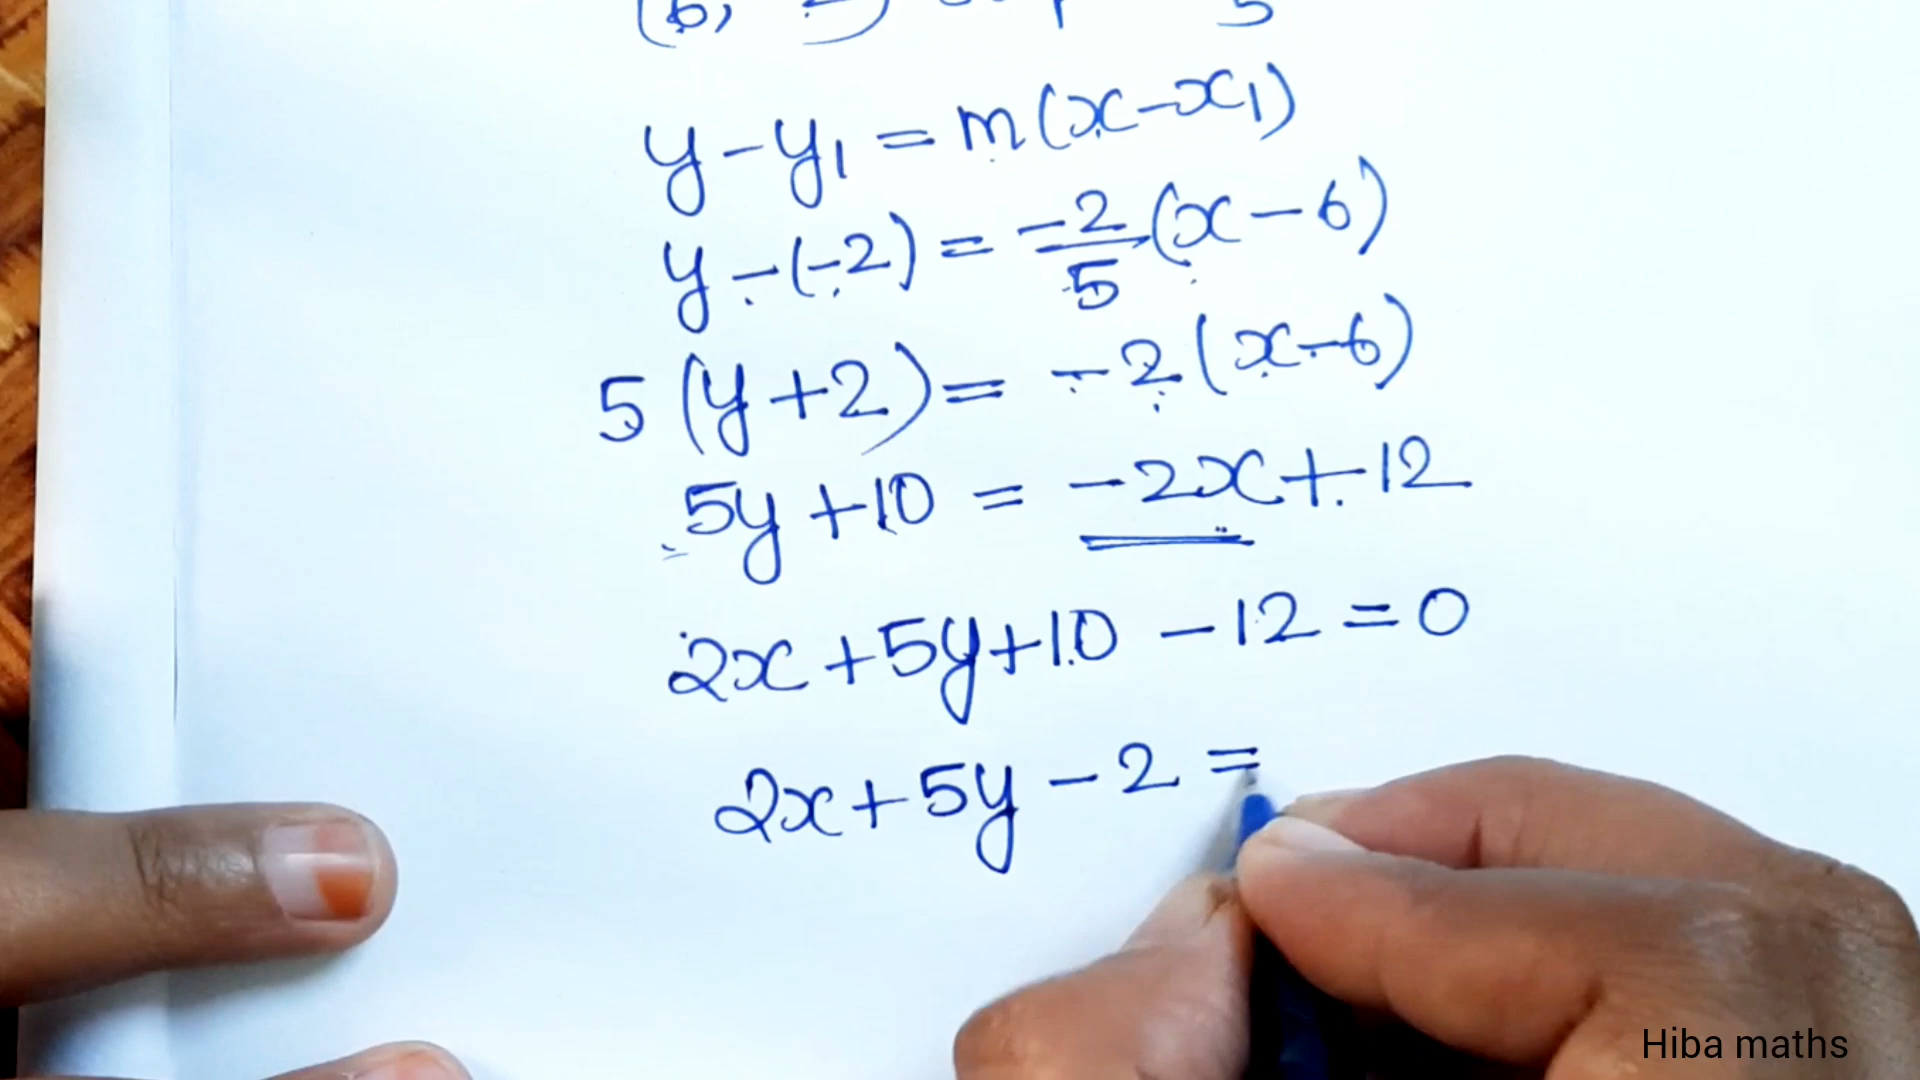 y-y₁ = m(x-x₁)
y-(-2) = -2/5 (x-6)
5(y+2) = -2(x-6)
5y+10 = -2x+12
2x+5y+10-12=0
2x+5y-2=
Hiba maths